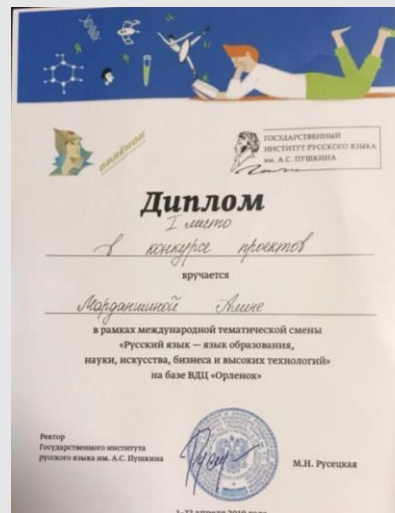 ОРЛЁНОК
ГОСУДАРСТВЕННЫЙ
ИНСТИТУТ РУССКОГО ЯЗЫКА
им. А.С. ПУШКИНА
Диплом
I место
в конкурсе проектов
вручается
Марданшиной Алине
в рамках международной тематической смены
«Русский язык — язык образования,
науки, искусства, бизнеса и высоких технологий»
на базе ВДЦ «Орленок»
Ректор
Государственного института
русского языка им. А.С. Пушкина
М.Н. Русецкая